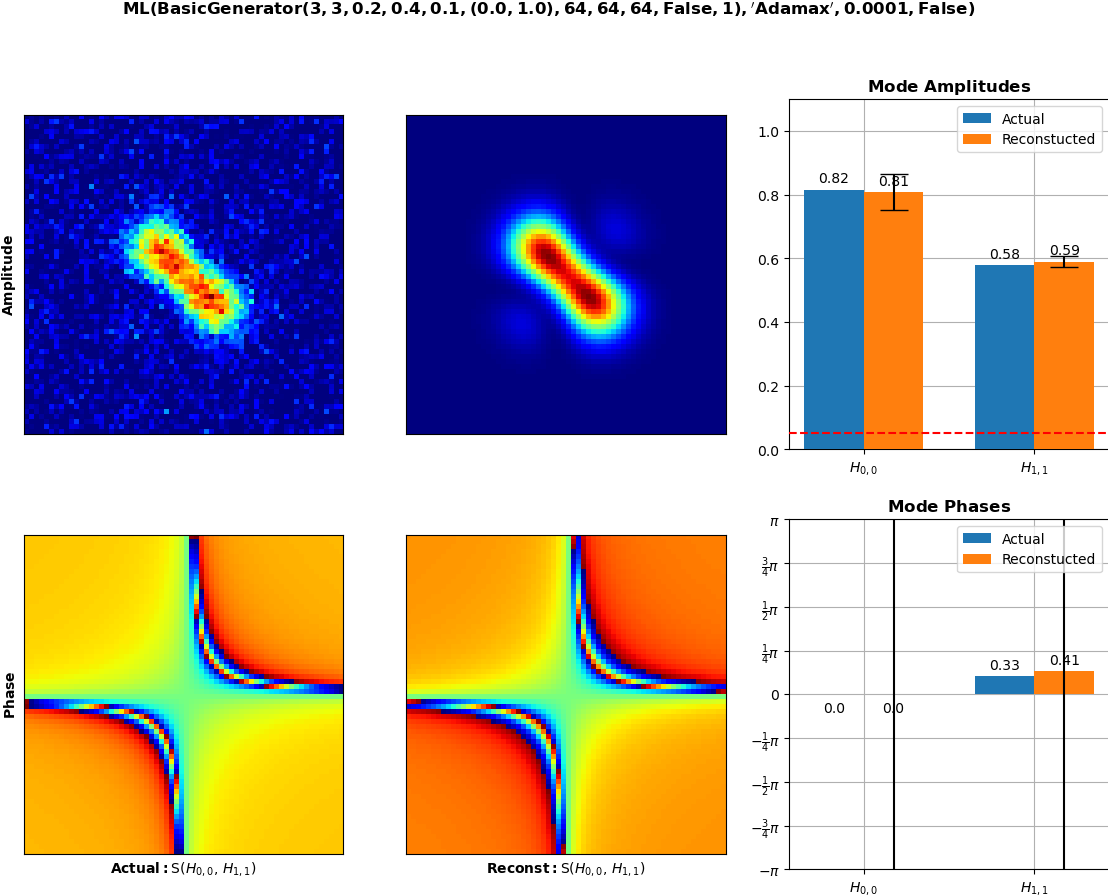 ML(BasicGenerator(3, 3, 0.2, 0.4, 0.1, (0.0, 1.0), 64, 64, 64, False, 1), ′Adamax′, 0.0001, False)
Amplitude
Mode Amplitudes
Actual
Reconstucted
1.0
0.8
0.6
0.4
0.2
0.0
0.82
0.81
0.58
0.59
H0,0
H1,1
Phase
Actual: S(H0,0, H1,1)
Reconst: S(H0,0, H1,1)
Mode Phases
Actual
Reconstucted
π
3/4π
1/2π
1/4π
0
−1/4π
−1/2π
−3/4π
−π
0.0
0.0
0.33
0.41
H0,0
H1,1